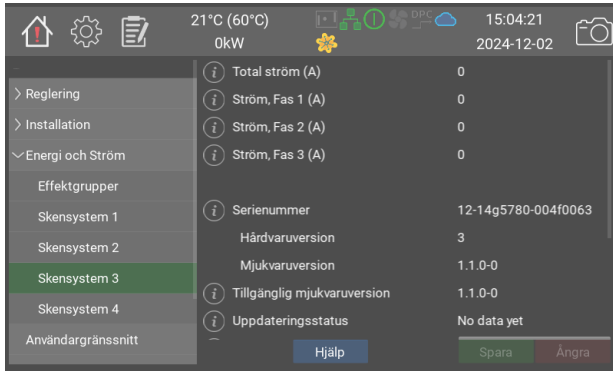 21°C (60°C)
0kW
DPC
15:04:21
2024-12-02
Reglering
Installation
Energi och Ström
Effektgrupper
Skensystem 1
Skensystem 2
Skensystem 3
Skensystem 4
Användargränssnitt
Total ström (A) 0
Ström, Fas 1 (A) 0
Ström, Fas 2 (A) 0
Ström, Fas 3 (A) 0
Serienummer 12-14g5780-004f0063
Hårdvaruversion 3
Mjukvaruversion 1.1.0-0
Tillgänglig mjukvaruversion 1.1.0-0
Uppdateringsstatus No data yet
Hjälp
Spara
Ångra